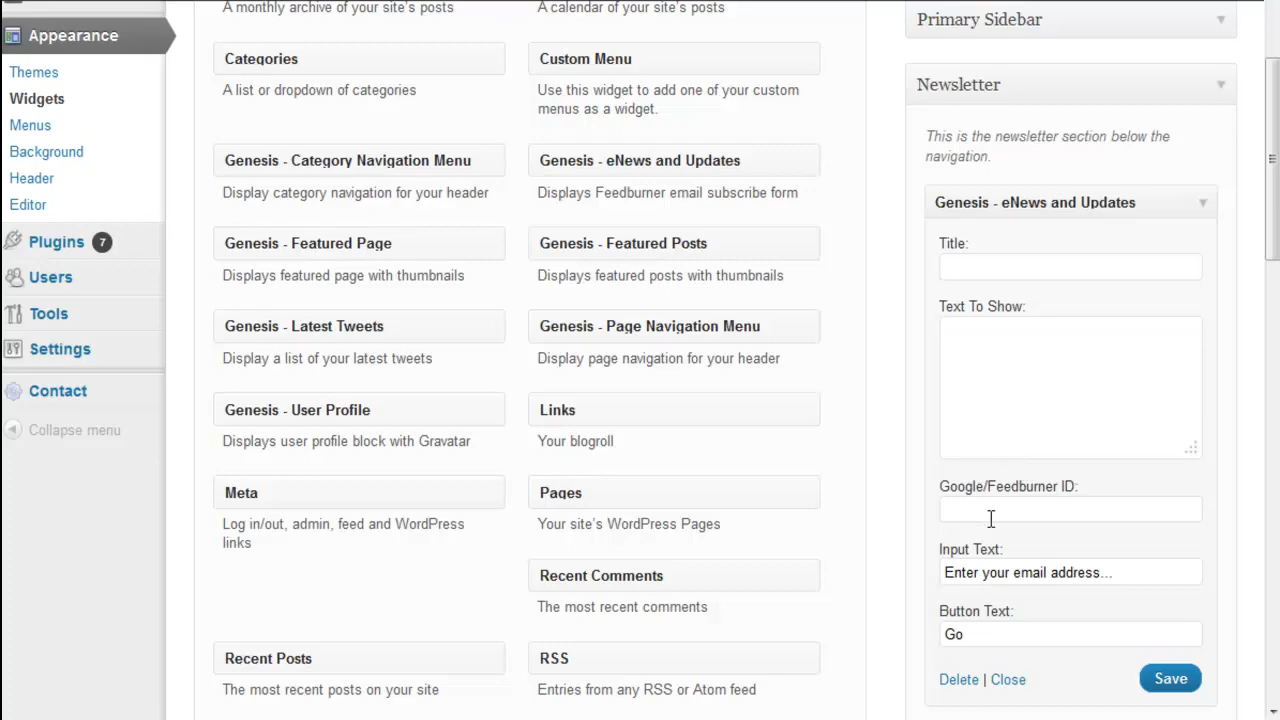 Appearance
Themes
Widgets
Menus
Background
Header
Editor
Plugins 7
Users
Tools
Settings
Contact
Collapse menu
A monthly archive of your site's posts
A calendar of your site's posts
Categories
Custom Menu
A list or dropdown of categories
Use this widget to add one of your custom
menus as a widget.
Genesis - Category Navigation Menu
Genesis - eNews and Updates
Display category navigation for your header
Displays Feedburner email subscribe form
Genesis - Featured Page
Genesis - Featured Posts
Displays featured page with thumbnails
Displays featured posts with thumbnails
Genesis - Latest Tweets
Genesis - Page Navigation Menu
Display a list of your latest tweets
Display page navigation for your header
Genesis - User Profile
Links
Displays user profile block with Gravatar
Your blogroll
Meta
Pages
Log in/out, admin, feed and WordPress
links
Your site's WordPress Pages
Recent Comments
The most recent comments
Recent Posts
RSS
The most recent posts on your site
Entries from any RSS or Atom feed
Primary Sidebar
Newsletter
This is the newsletter section below the
navigation.
Genesis - eNews and Updates
Title:
Text To Show:
Google/Feedburner ID:
Input Text:
Enter your email address...
Button Text:
Go
Delete | Close
Save